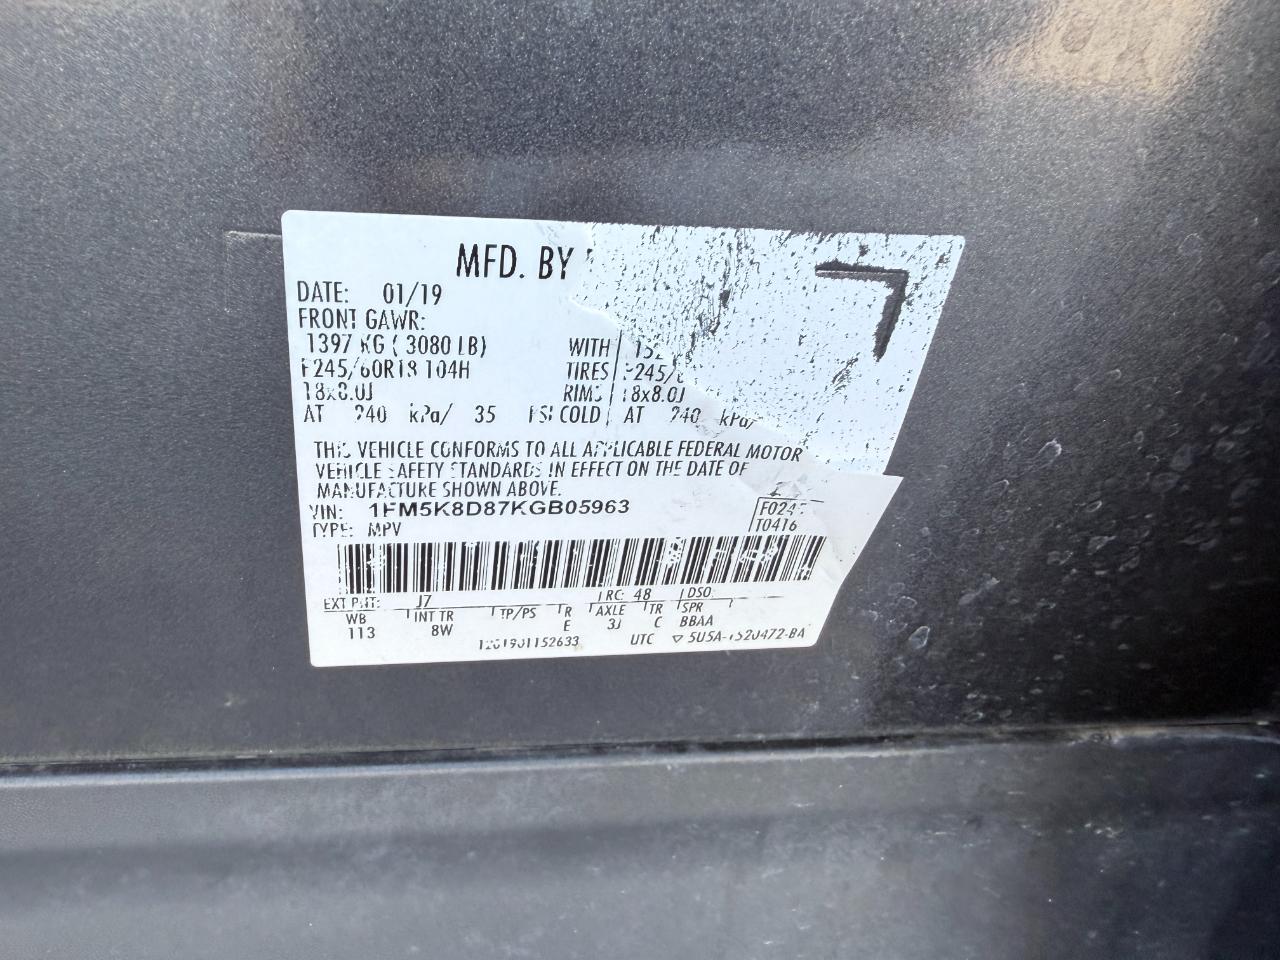 MFD. BY
DATE: 01/19
FRONT GAWR:
1397 KG ( 3080 LB) WITH
P245/60R18 104H TIRES P245/6
18x8.0J RIMS 18x8.0J
AT 240 kPa/ 35 PSI COLD AT 240 kPa/
THIS VEHICLE CONFORMS TO ALL APPLICABLE FEDERAL MOTOR
VEHICLE SAFETY STANDARDS IN EFFECT ON THE DATE OF
MANUFACTURE SHOWN ABOVE.
VIN: 1FM5K8D87KGB05963 F0245
TYPE: MPV T0416
EXT PNT: J7 RC: 48 DSO:
WB INT TR TP/PS R AXLE TR SPR
113 8W E 3J C BBAA
UTC ▽ 5U5A-1520472-BA